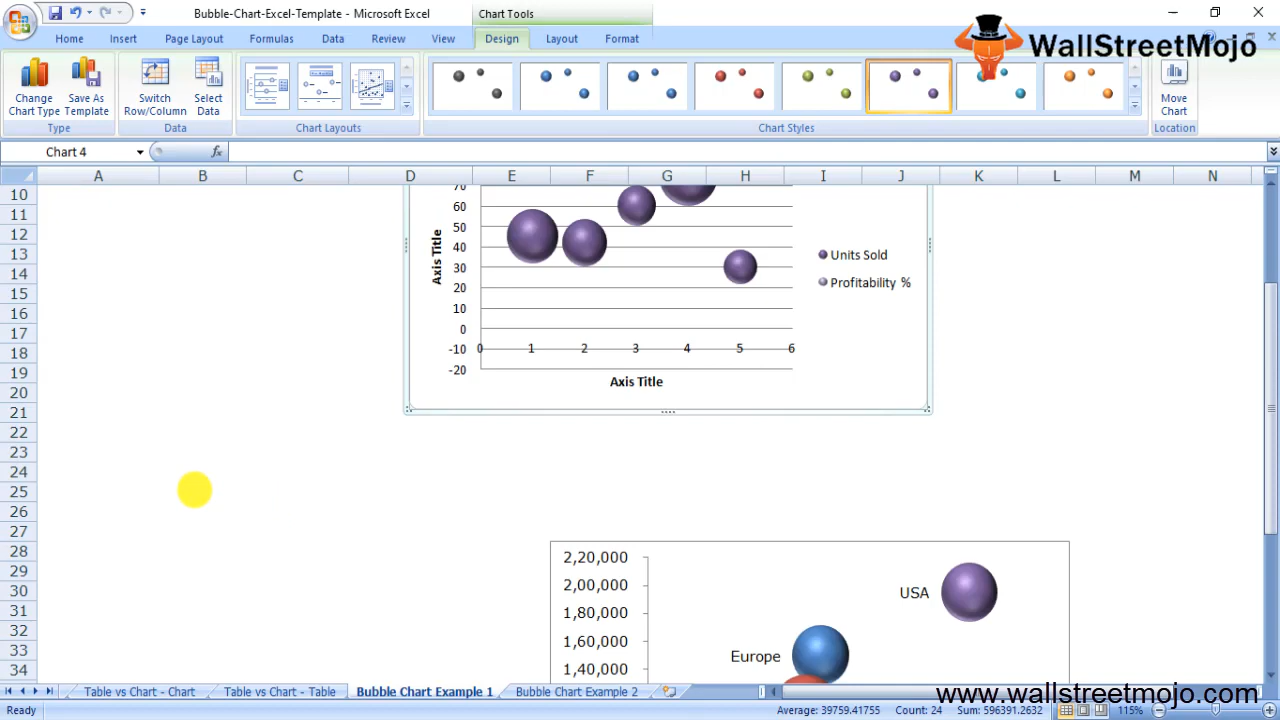 Bubble-Chart-Excel-Template - Microsoft Excel
Chart Tools
Home Insert Page Layout Formulas Data Review View Design Layout Format
WallStreetMojo
Change Chart Type
Save As Template
Switch Row/Column
Select Data
Move Chart
Type Data Chart Layouts Chart Styles Location
Chart 4 fx
A B C D E F G H I J K L M N
10
11
12
13
14
15
16
17
18
19
20
21
22
23
24
25
26
27
28
29
30
31
32
33
34
70
60
50
40
30
20
10
0
-10
-20
0 1 2 3 4 5 6
Axis Title
Axis Title
Units Sold
Profitability %
2,20,000
2,00,000
1,80,000
1,60,000
1,40,000
USA
Europe
Table vs Chart - Chart Table vs Chart - Table Bubble Chart Example 1 Bubble Chart Example 2
www.wallstreetmojo.com
Ready Average: 39759.41755 Count: 24 Sum: 596391.2632 115%